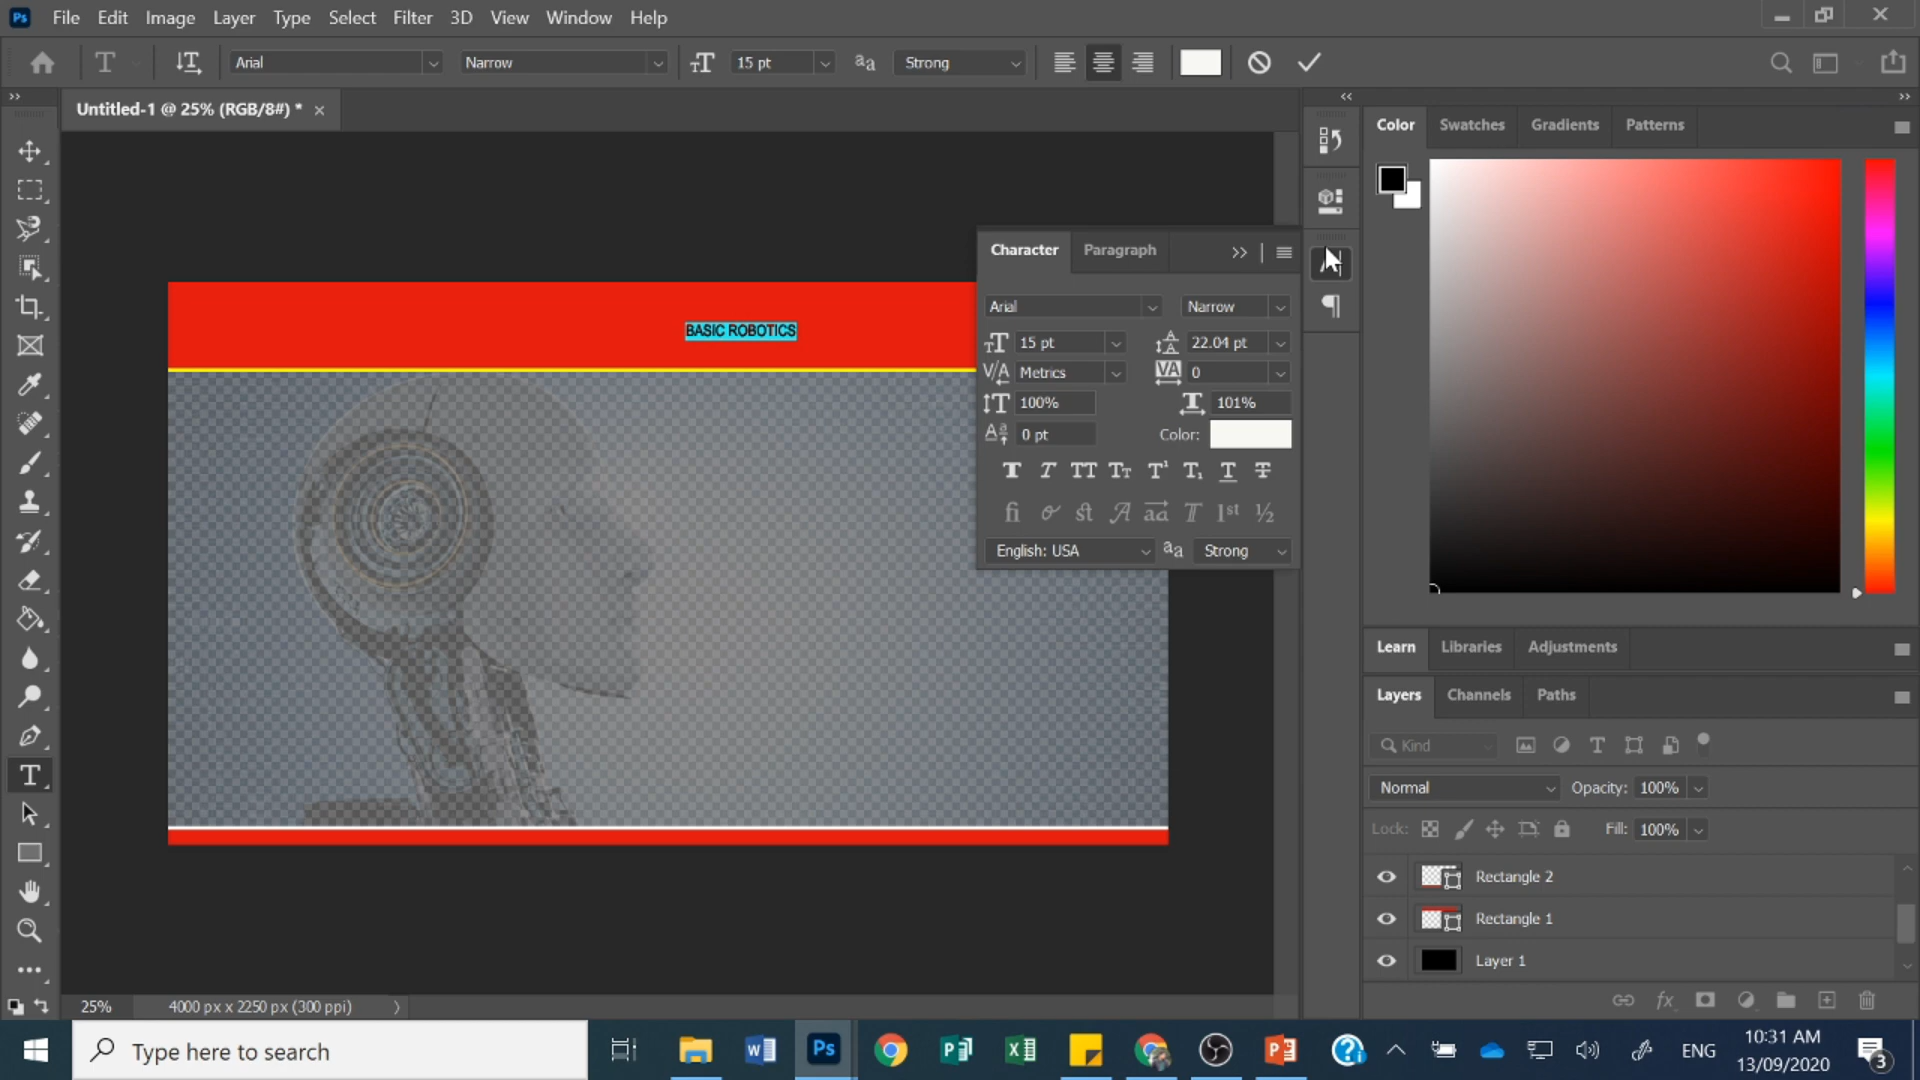 Ps File Edit Image Layer Type Select Filter 3D View Window Help
Arial Narrow 15 pt Strong
Untitled-1 @ 25% (RGB/8#) *
Color Swatches Gradients Patterns
Character Paragraph
Arial Narrow
15 pt 22.04 pt
Metrics 0
100% 101%
0 pt Color:
English: USA Strong
BASIC ROBOTICS
Learn Libraries Adjustments
Layers Channels Paths
Kind
Normal Opacity: 100%
Lock: Fill: 100%
Rectangle 2
Rectangle 1
Layer 1
25% 4000 px x 2250 px (300 ppi)
Type here to search
ENG
10:31 AM
13/09/2020
3